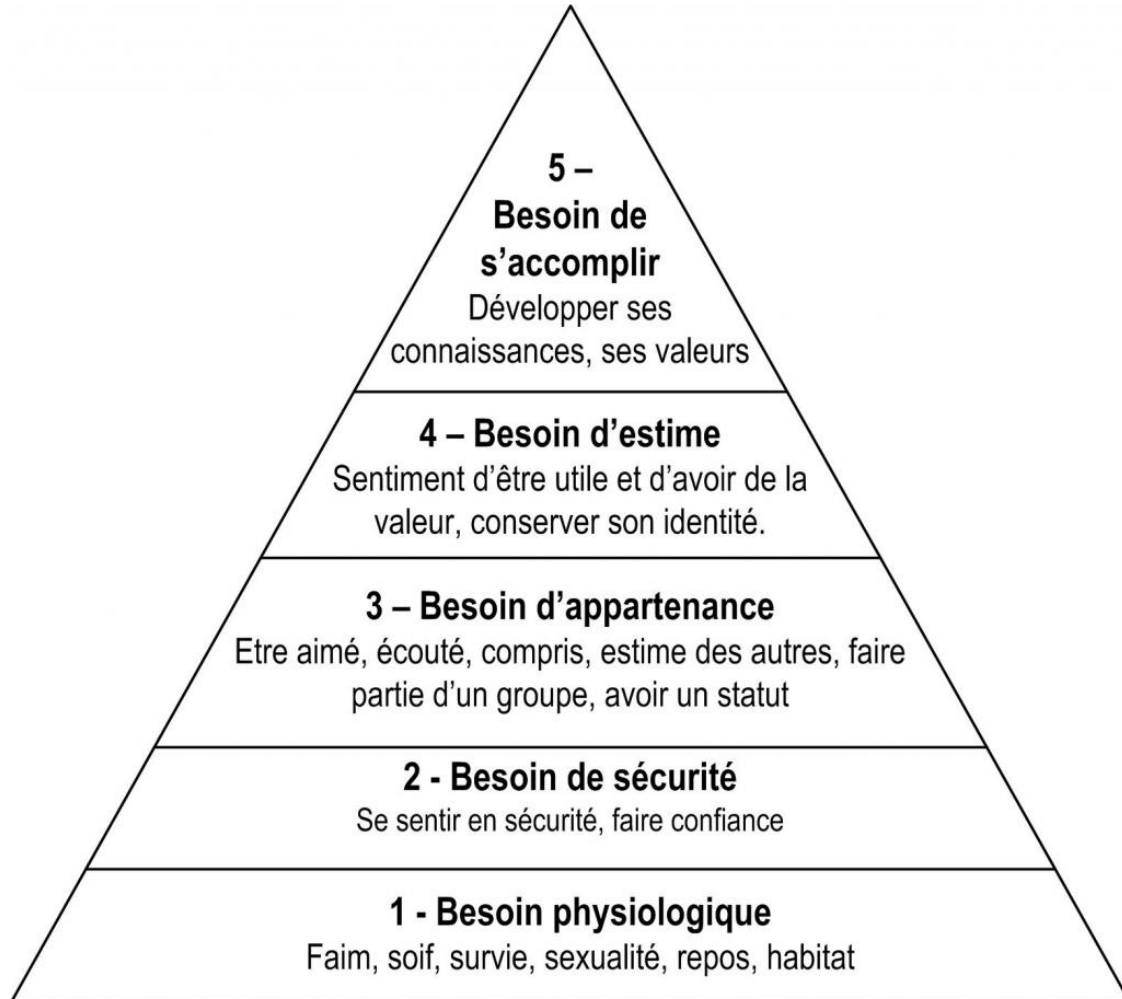 5 –
Besoin de
s’accomplir
Développer ses
connaissances, ses valeurs
4 – Besoin d’estime
Sentiment d’être utile et d’avoir de la
valeur, conserver son identité.
3 – Besoin d’appartenance
Etre aimé, écouté, compris, estime des autres, faire
partie d’un groupe, avoir un statut
2 - Besoin de sécurité
Se sentir en sécurité, faire confiance
1 - Besoin physiologique
Faim, soif, survie, sexualité, repos, habitat